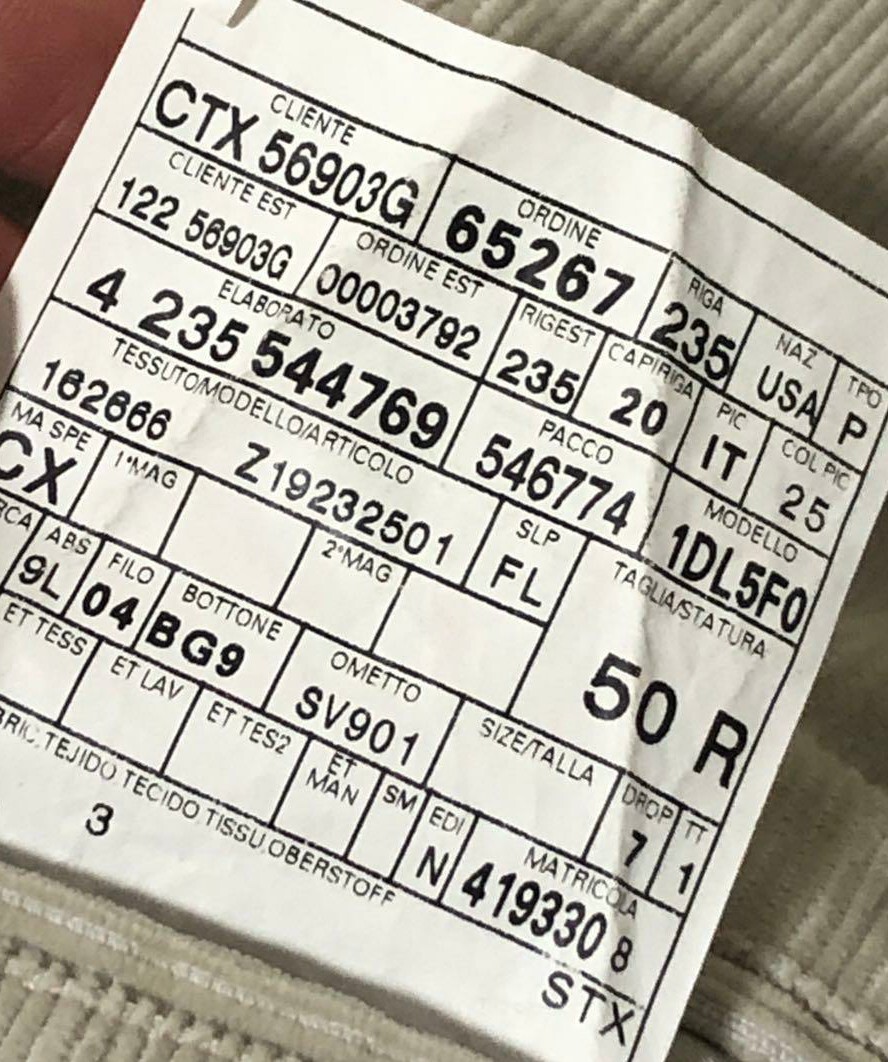 CLIENTE ORDINE RIGA NAZ TPO
CTX 56903G 65267 235 USA P
CLIENTE EST ORDINE EST RIGEST CAPIRIGA PIC COL PIC
122 56903G 00003792 235 20 IT 25
ELABORATO PACCO MODELLO
4 235 544769 546774 1DL5F0
TESSUTO/MODELLO/ARTICOLO SLP TAGLIA/STATURA
162666 Z19232501 FL 50 R
MA SPE 1°MAG 2°MAG
CX
RCA ABS FILO BOTTONE OMETTO SIZE/TALLA DROP TT
9L 04 BG9 SV901 7 1
ET TESS ET LAV ET TES2 ET MAN SM EDI MATRICOLA
N 419330 8
BRIC.TEJIDO.TECIDO.TISSU.OBERSTOFF STX
3